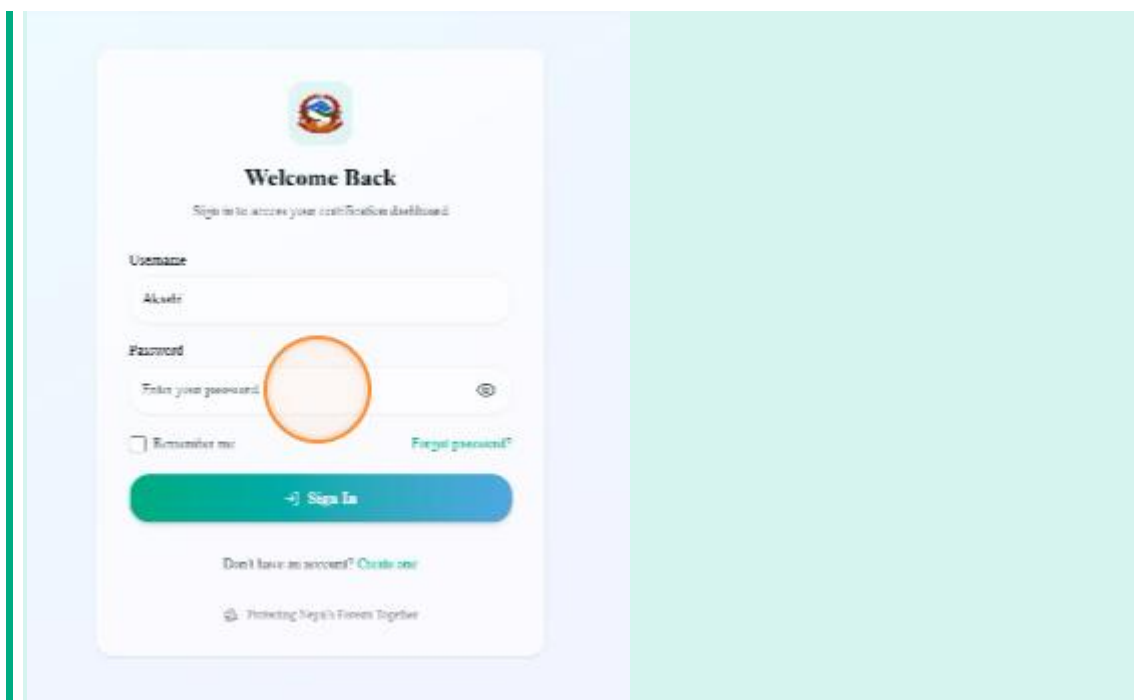 Welcome Back
Sign in to access your certification dashboard
Username
Password
Enter your password
Remember me
Forgot password?
Sign In
Don't have an account? Create one
Protecting Nepal's Forests Together